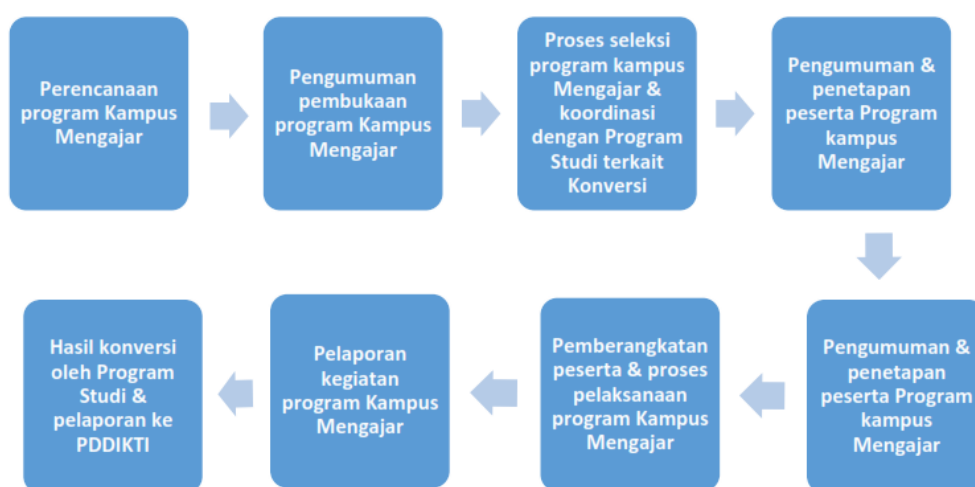 Perencanaan
program Kampus
Mengajar
Pengumuman
pembukaan
program Kampus
Mengajar
Proses seleksi
program kampus
Mengajar &
koordinasi
dengan Program
Studi terkait
Konversi
Pengumuman &
penetapan
peserta Program
kampus
Mengajar
Pengumuman &
penetapan
peserta Program
kampus
Mengajar
Pemberangkatan
peserta & proses
pelaksanaan
program Kampus
Mengajar
Pelaporan
kegiatan
program Kampus
Mengajar
Hasil konversi
oleh Program
Studi &
pelaporan ke
PDDIKTI